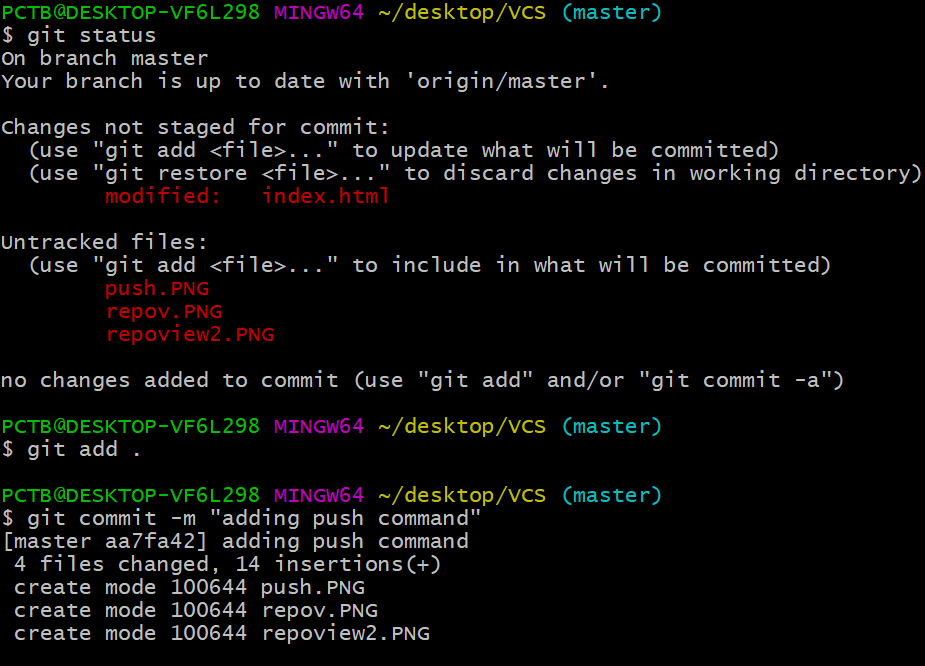 PCTB@DESKTOP-VF6L298 MINGW64 ~/desktop/VCS (master)
$ git status
On branch master
Your branch is up to date with 'origin/master'.
Changes not staged for commit:
(use "git add <file>..." to update what will be committed)
(use "git restore <file>..." to discard changes in working directory)
modified:   index.html
Untracked files:
(use "git add <file>..." to include in what will be committed)
push.PNG
repov.PNG
repoview2.PNG
no changes added to commit (use "git add" and/or "git commit -a")
PCTB@DESKTOP-VF6L298 MINGW64 ~/desktop/VCS (master)
$ git add .
PCTB@DESKTOP-VF6L298 MINGW64 ~/desktop/VCS (master)
$ git commit -m "adding push command"
[master aa7fa42] adding push command
4 files changed, 14 insertions(+)
create mode 100644 push.PNG
create mode 100644 repov.PNG
create mode 100644 repoview2.PNG